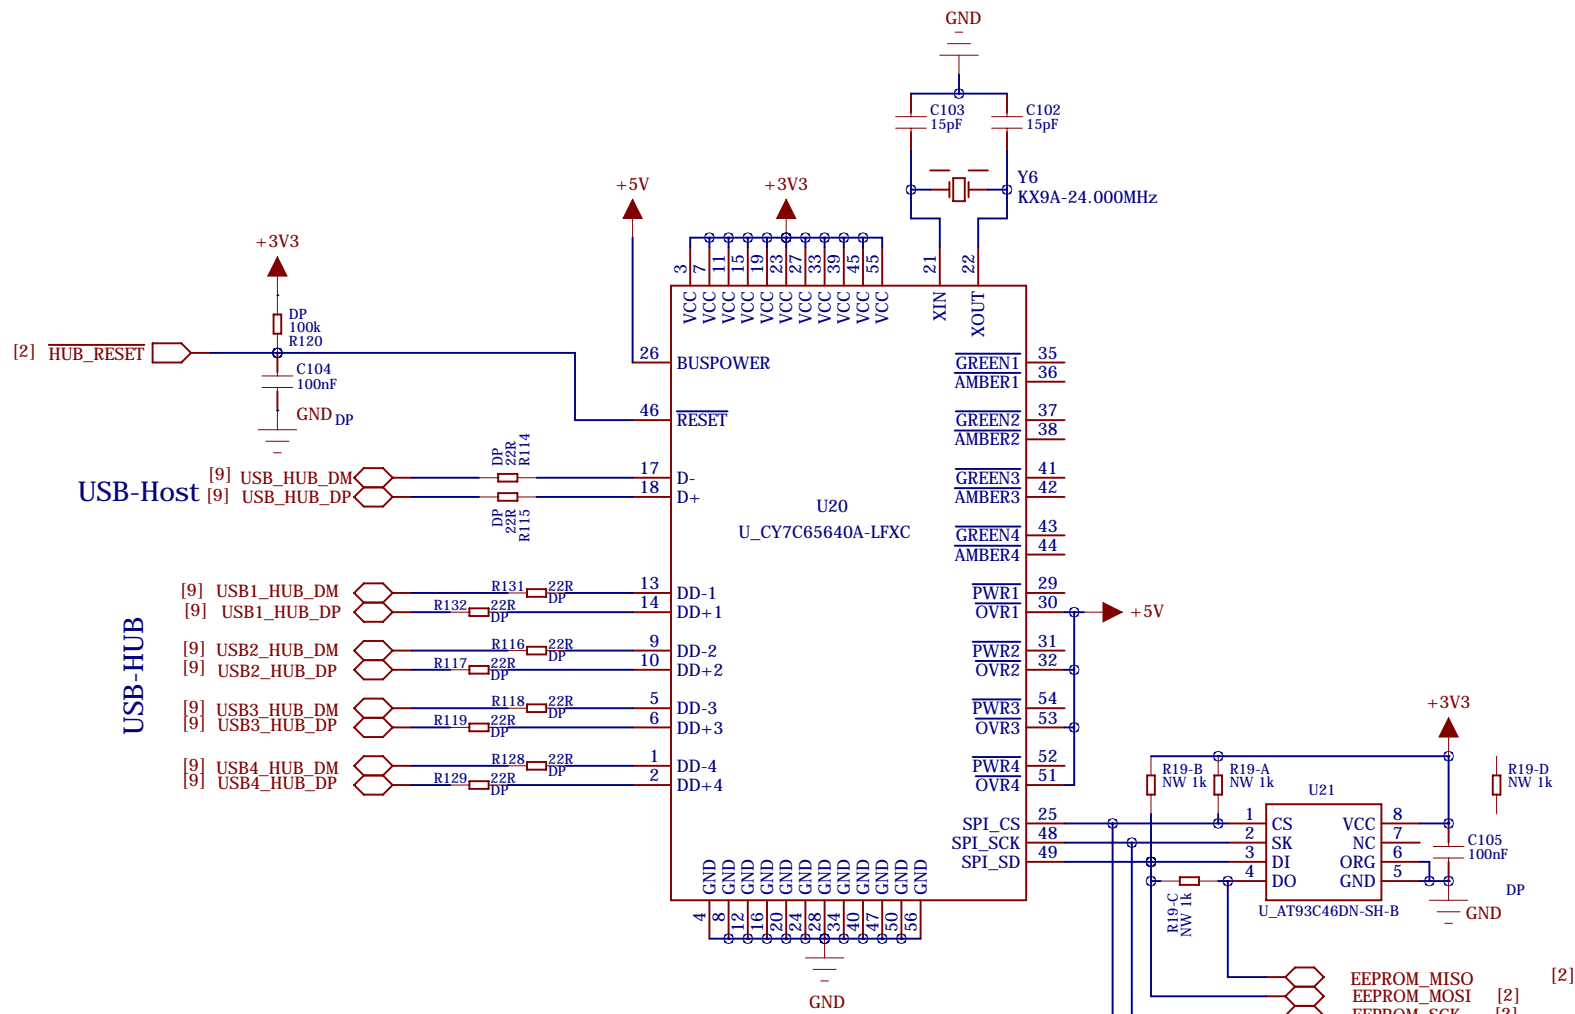 GND
C103
15pF
C102
15pF
Y6
KX9A-24.000MHz
+5V
+3V3
+3V3
DP
100k
R120
[2] HUB_RESET
C104
100nF
GND DP
3 7 11 15 19 23 27 33 39 45 55
VCC VCC VCC VCC VCC VCC VCC VCC VCC VCC VCC
21 22
XIN XOUT
26 BUSPOWER
46 RESET
DP 22R R114
USB-Host
[9] USB_HUB_DM 17 D-
[9] USB_HUB_DP 18 D+
DP 22R R115
U20
U_CY7C65640A-LFXC
USB-HUB
[9] USB1_HUB_DM R131 22R DP 13 DD-1
[9] USB1_HUB_DP R132 22R DP 14 DD+1
[9] USB2_HUB_DM R116 22R DP 9 DD-2
[9] USB2_HUB_DP R117 22R DP 10 DD+2
[9] USB3_HUB_DM R118 22R DP 5 DD-3
[9] USB3_HUB_DP R119 22R DP 6 DD+3
[9] USB4_HUB_DM R128 22R DP 1 DD-4
[9] USB4_HUB_DP R129 22R DP 2 DD+4
GREEN1 35
AMBER1 36
GREEN2 37
AMBER2 38
GREEN3 41
AMBER3 42
GREEN4 43
AMBER4 44
PWR1 29
OVR1 30
+5V
PWR2 31
OVR2 32
PWR3 54
OVR3 53
PWR4 52
OVR4 51
SPI_CS 25
SPI_SCK 48
SPI_SD 49
GND GND GND GND GND GND GND GND GND GND GND GND
4 8 12 16 20 24 28 34 40 47 50 56
GND
+3V3
R19-B
NW 1k
R19-A
NW 1k
R19-D
NW 1k
U21
1 CS VCC 8
2 SK NC 7
3 DI ORG 6
4 DO GND 5
U_AT93C46DN-SH-B
R19-C
NW 1k
C105
100nF
DP
GND
EEPROM_MISO [2]
EEPROM_MOSI [2]
EEPROM_SCK [2]